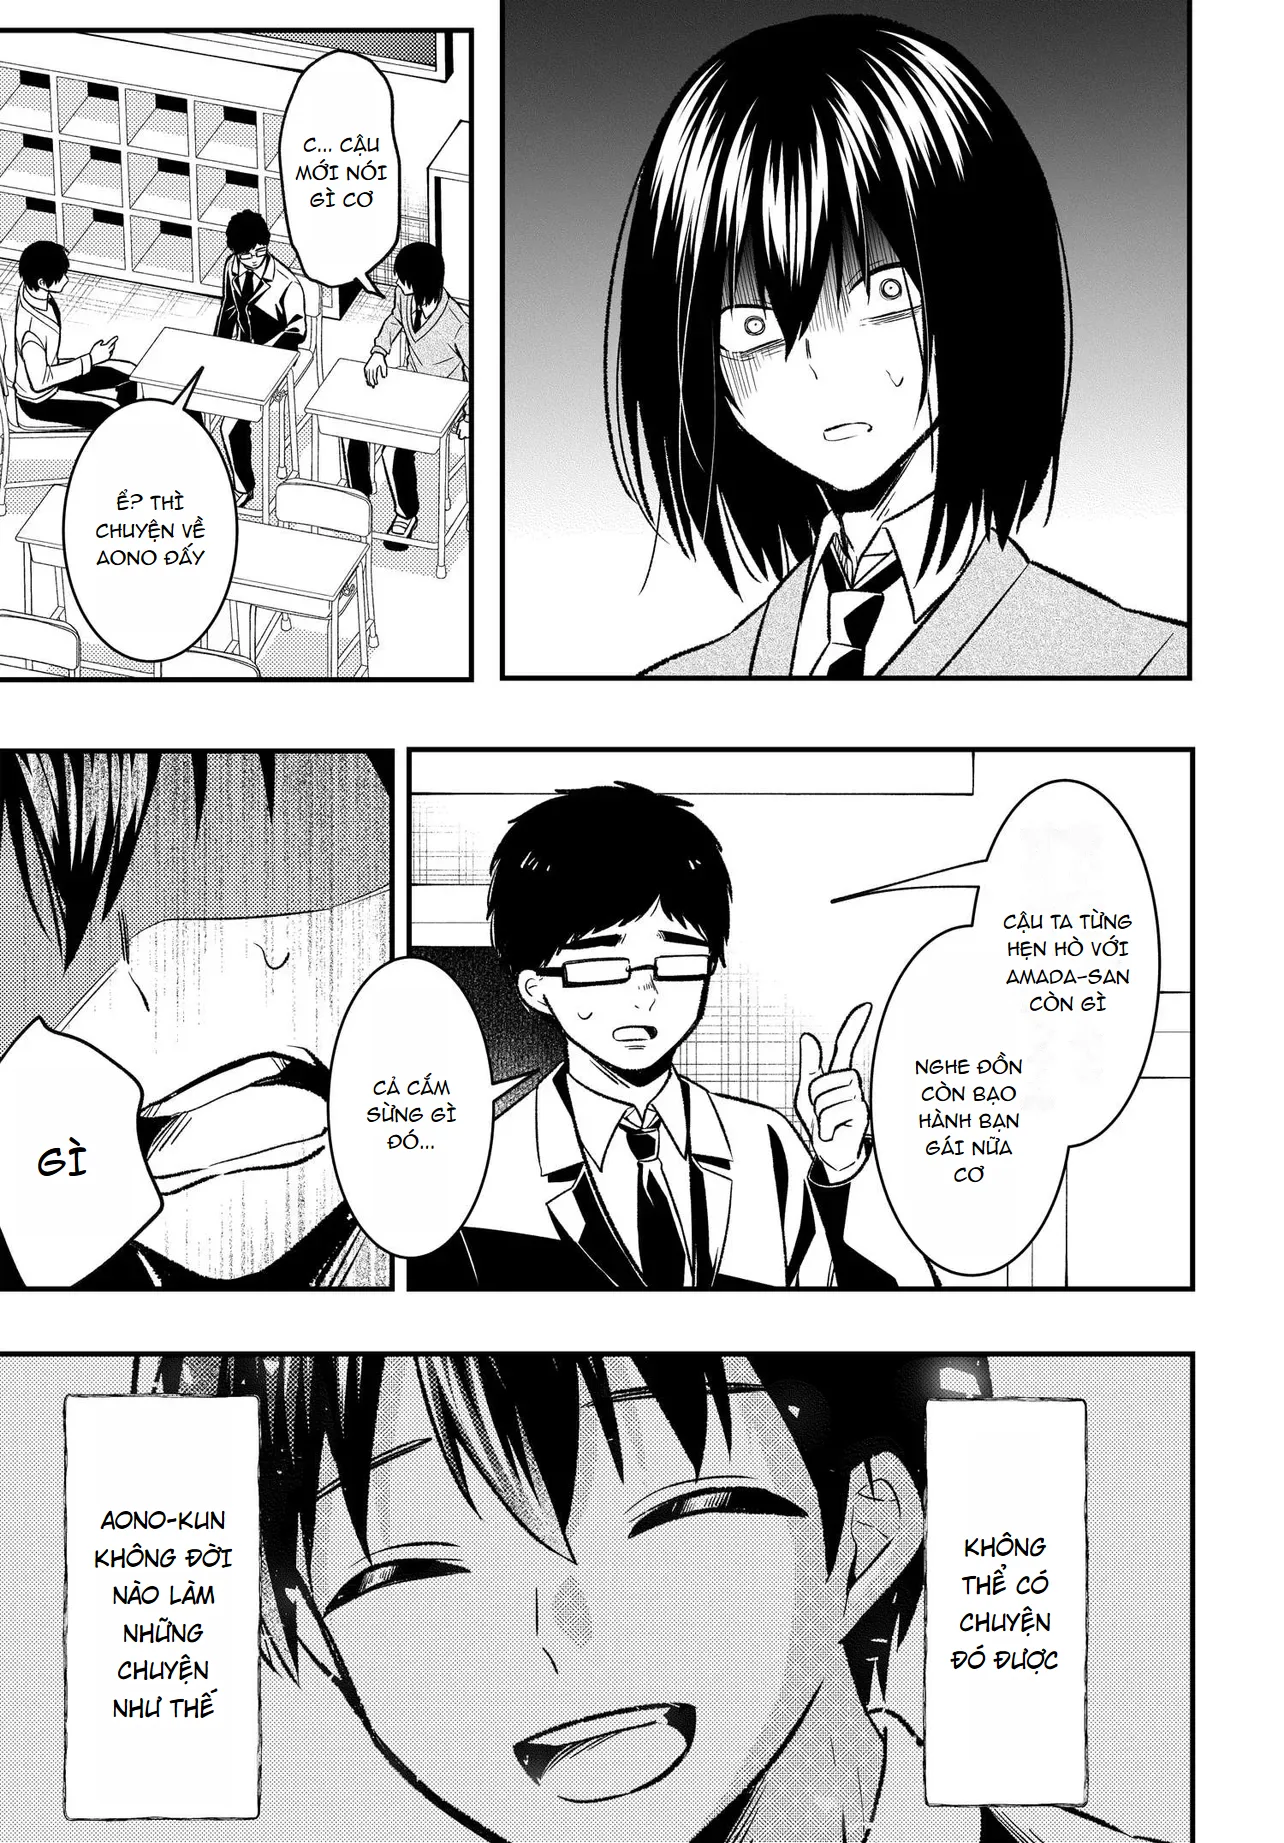 C... CẬU
MỚI NÓI
GÌ CƠ
Ể? THÌ
CHUYỆN VỀ
AONO ĐẤY
CẬU TA TỪNG
HẸN HÒ VỚI
AMADA-SAN
CÒN GÌ
NGHE ĐỒN
CÒN BẠO
HÀNH BẠN
GÁI NỮA
CƠ
CẢ CẮM
SỪNG GÌ
ĐÓ...
GÌ
KHÔNG
THỂ CÓ
CHUYỆN
ĐÓ ĐƯỢC
AONO-KUN
KHÔNG ĐỜI
NÀO LÀM
NHỮNG
CHUYỆN
NHƯ THẾ